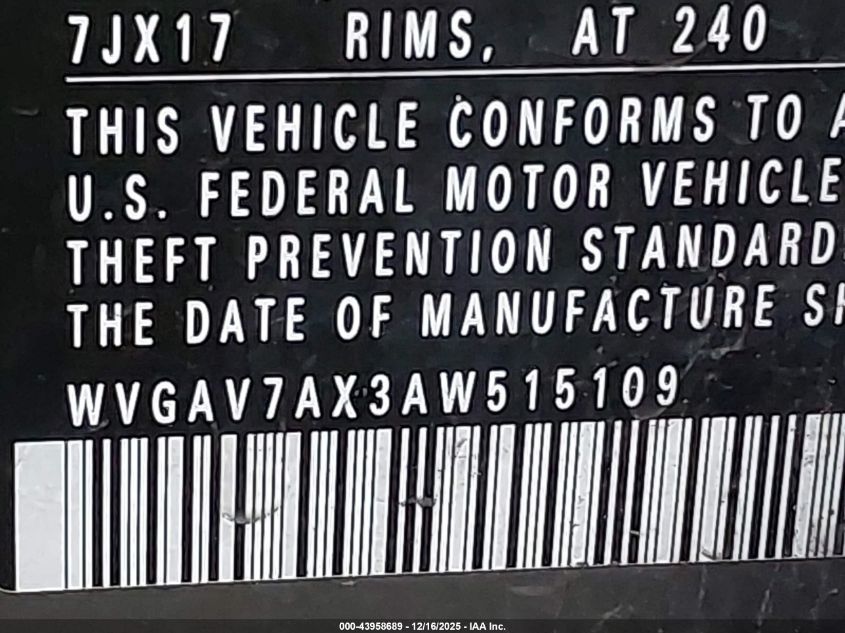 7JX17 RIMS, AT 240
THIS VEHICLE CONFORMS TO A
U.S. FEDERAL MOTOR VEHICLE
THEFT PREVENTION STANDARD
THE DATE OF MANUFACTURE SH
WVGAV7AX3AW515109
000-43958689 - 12/16/2025 - IAA Inc.